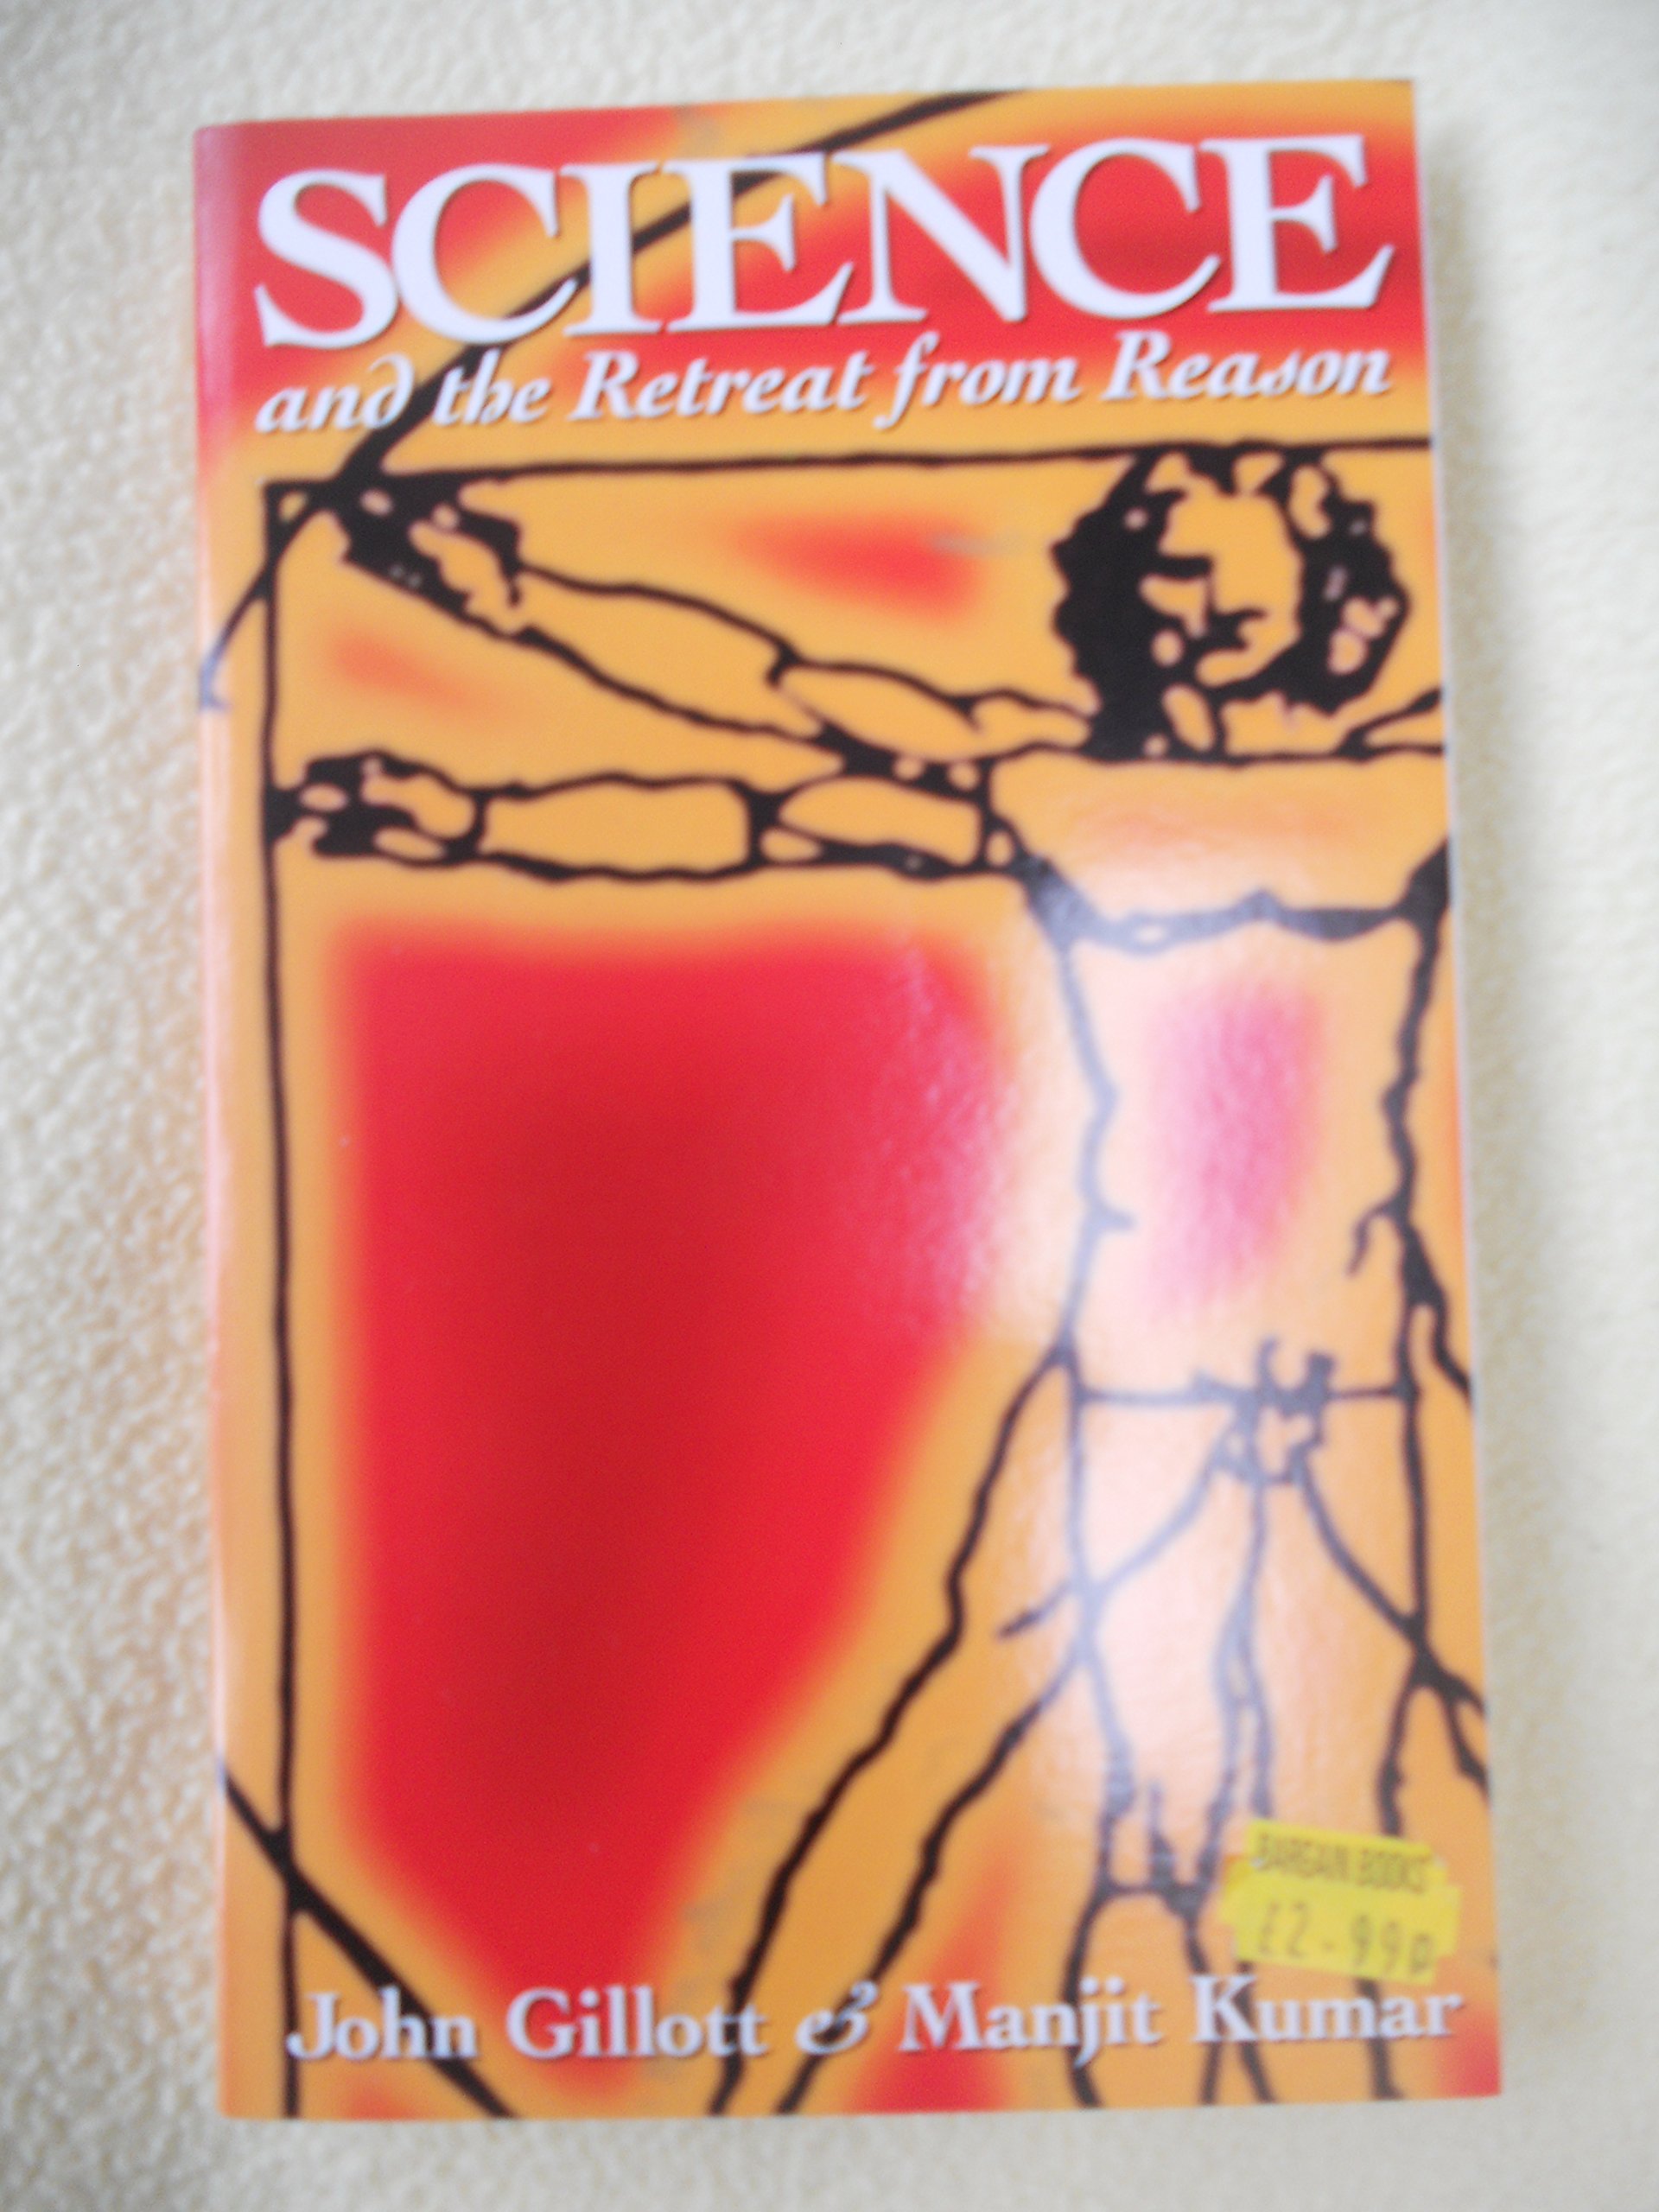 SCIENCE
and the Retreat from Reason
BARGAIN BOOKS
£2.99p
John Gillott & Manjit Kumar